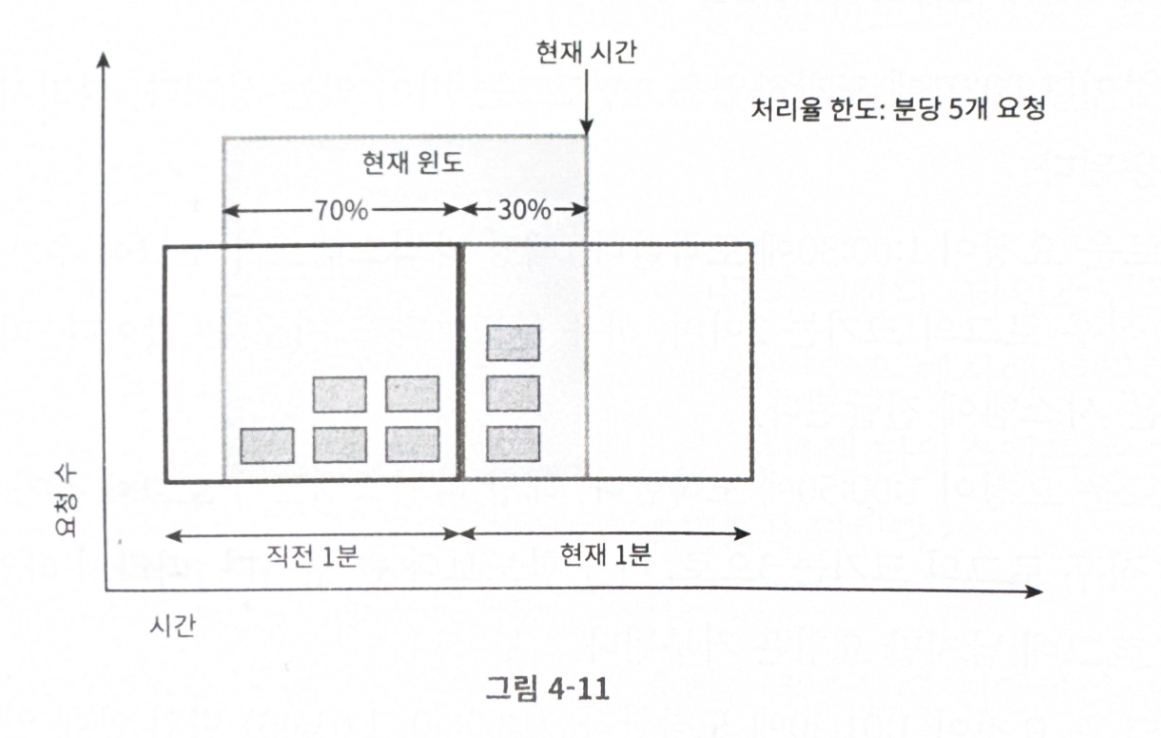 현재 시간
처리율 한도: 분당 5개 요청
현재 윈도
70%
30%
요청 수
직전 1분
현재 1분
시간
그림 4-11